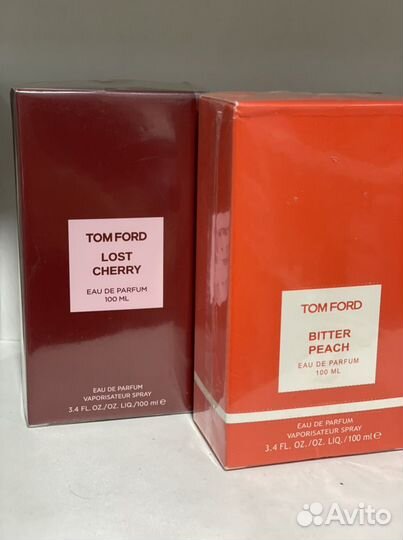 TOM FORD
LOST
CHERRY
EAU DE PARFUM
100 ML
EAU DE PARFUM
VAPORISATEUR SPRAY
3.4 FL. OZ./OZ. LIQ./100 ml e
TOM FORD
BITTER
PEACH
EAU DE PARFUM
100 ML
EAU DE PARFUM
VAPORISATEUR SPRAY
3.4 FL. OZ./OZ. LIQ./100 ml e
Avito